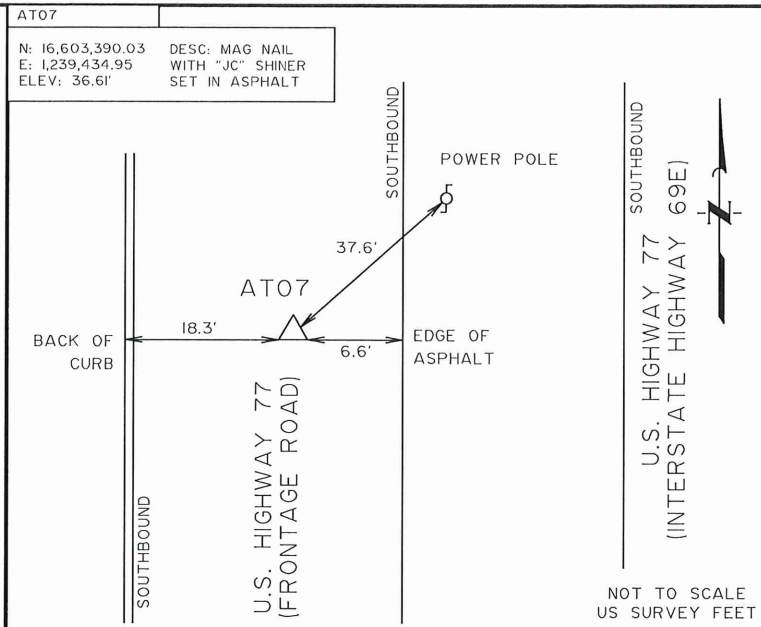 AT07
N: 16,603,390.03 DESC: MAG NAIL
E: 1,239,434.95 WITH "JC" SHINER
ELEV: 36.61' SET IN ASPHALT
SOUTHBOUND
SOUTHBOUND
POWER POLE
37.6'
AT07
N
BACK OF
CURB
18.3'
6.6'
EDGE OF
ASPHALT
U.S. HIGHWAY 77
(FRONTAGE ROAD)
U.S. HIGHWAY 77
(INTERSTATE HIGHWAY 69E)
SOUTHBOUND
NOT TO SCALE
US SURVEY FEET